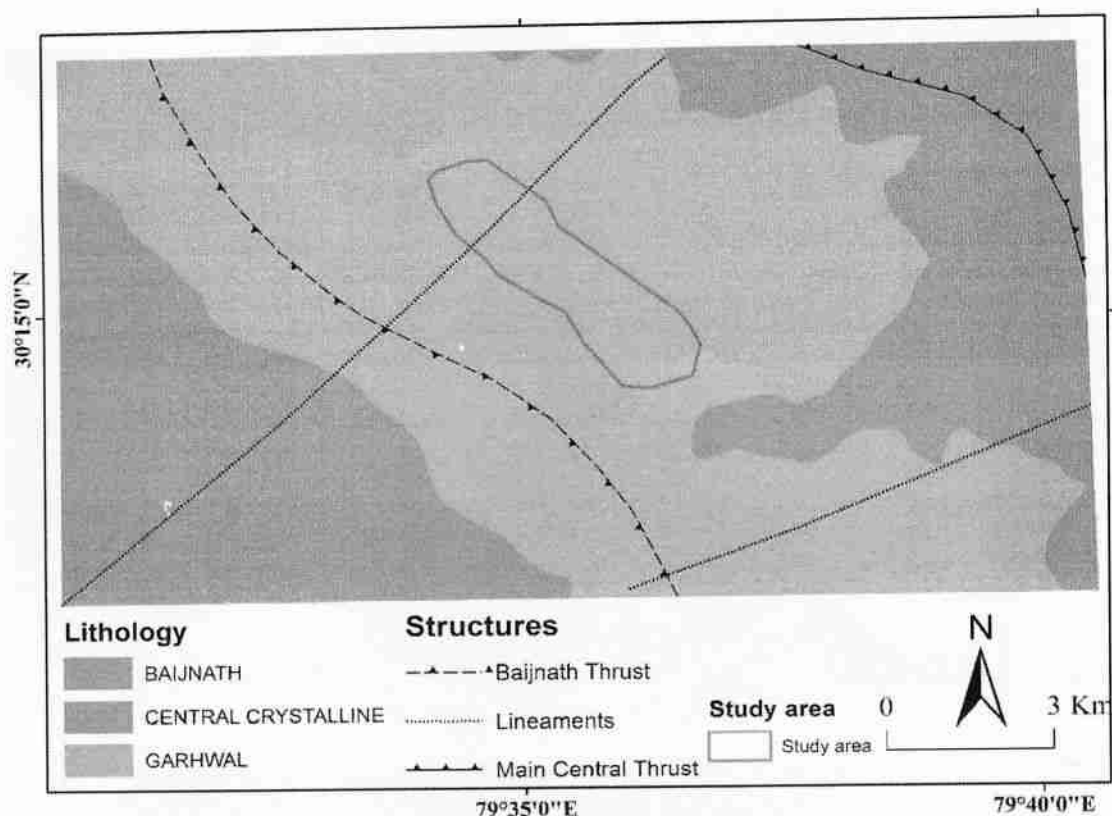 30°15'0"N
Lithology
BAIJNATH
CENTRAL CRYSTALLINE
GARHWAL
Structures
Baijnath Thrust
Lineaments
Main Central Thrust
Study area
Study area
N
0 3 Km
79°35'0"E 79°40'0"E